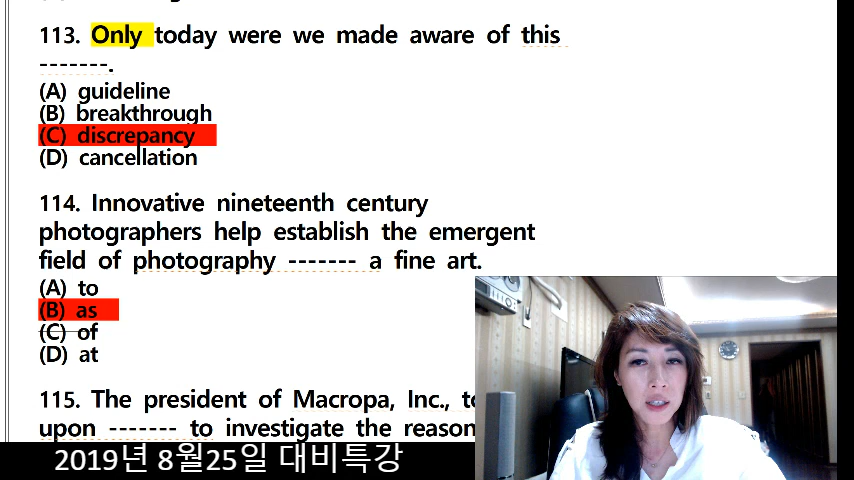 113. Only today were we made aware of this
-------.
(A) guideline
(B) breakthrough
(C) discrepancy
(D) cancellation
114. Innovative nineteenth century
photographers help establish the emergent
field of photography ------- a fine art.
(A) to
(B) as
(C) of
(D) at
115. The president of Macropa, Inc.,
upon ------- to investigate the reason
2019년 8월25일 대비특강